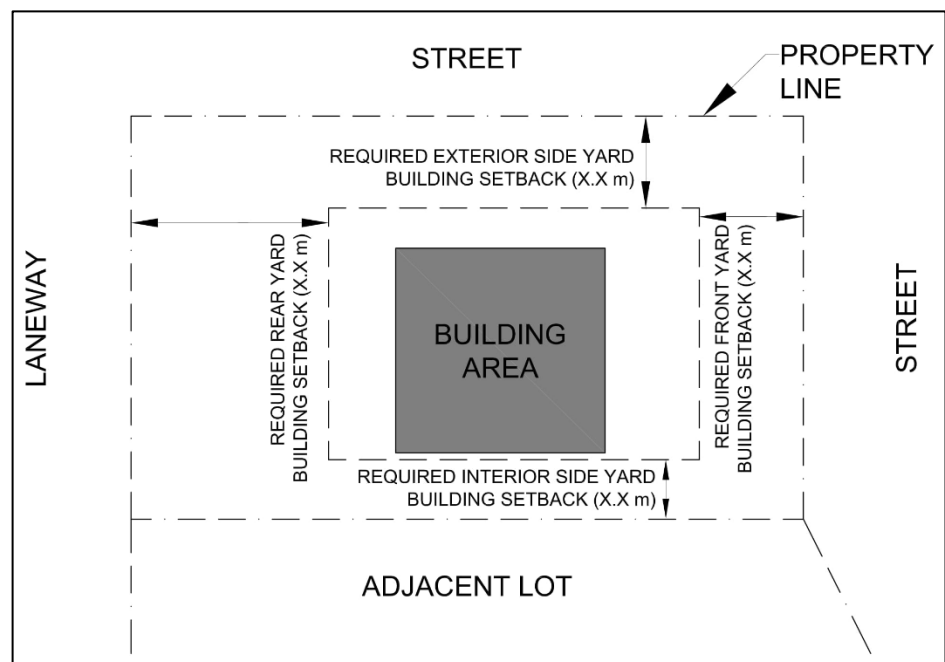 STREET
PROPERTY
LINE
REQUIRED EXTERIOR SIDE YARD
BUILDING SETBACK (X.X m)
LANEWAY
REQUIRED REAR YARD
BUILDING SETBACK (X.X m)
BUILDING
AREA
REQUIRED FRONT YARD
BUILDING SETBACK (X.X m)
STREET
REQUIRED INTERIOR SIDE YARD
BUILDING SETBACK (X.X m)
ADJACENT LOT